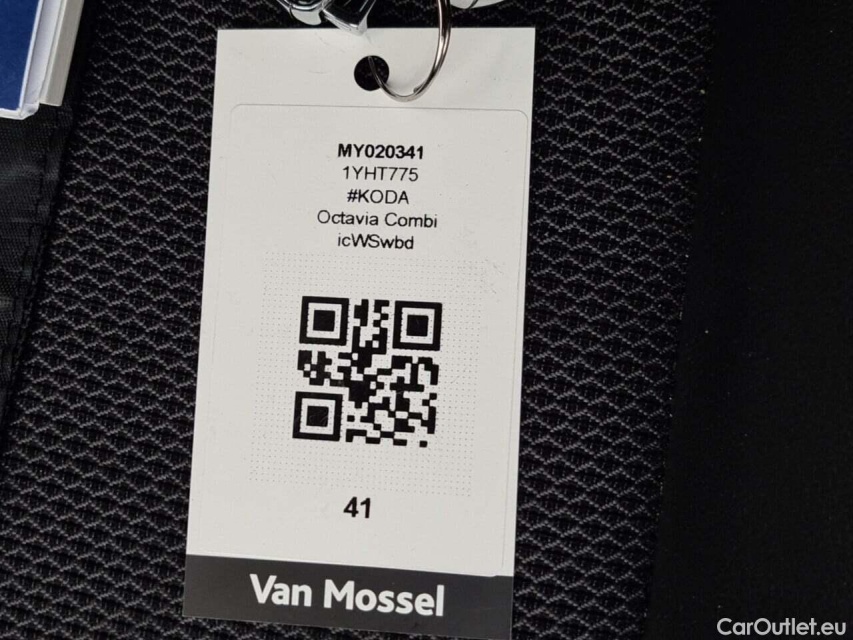 MY020341
1YHT775
#KODA
Octavia Combi
icWSwbd
41
Van Mossel
CarOutlet.eu